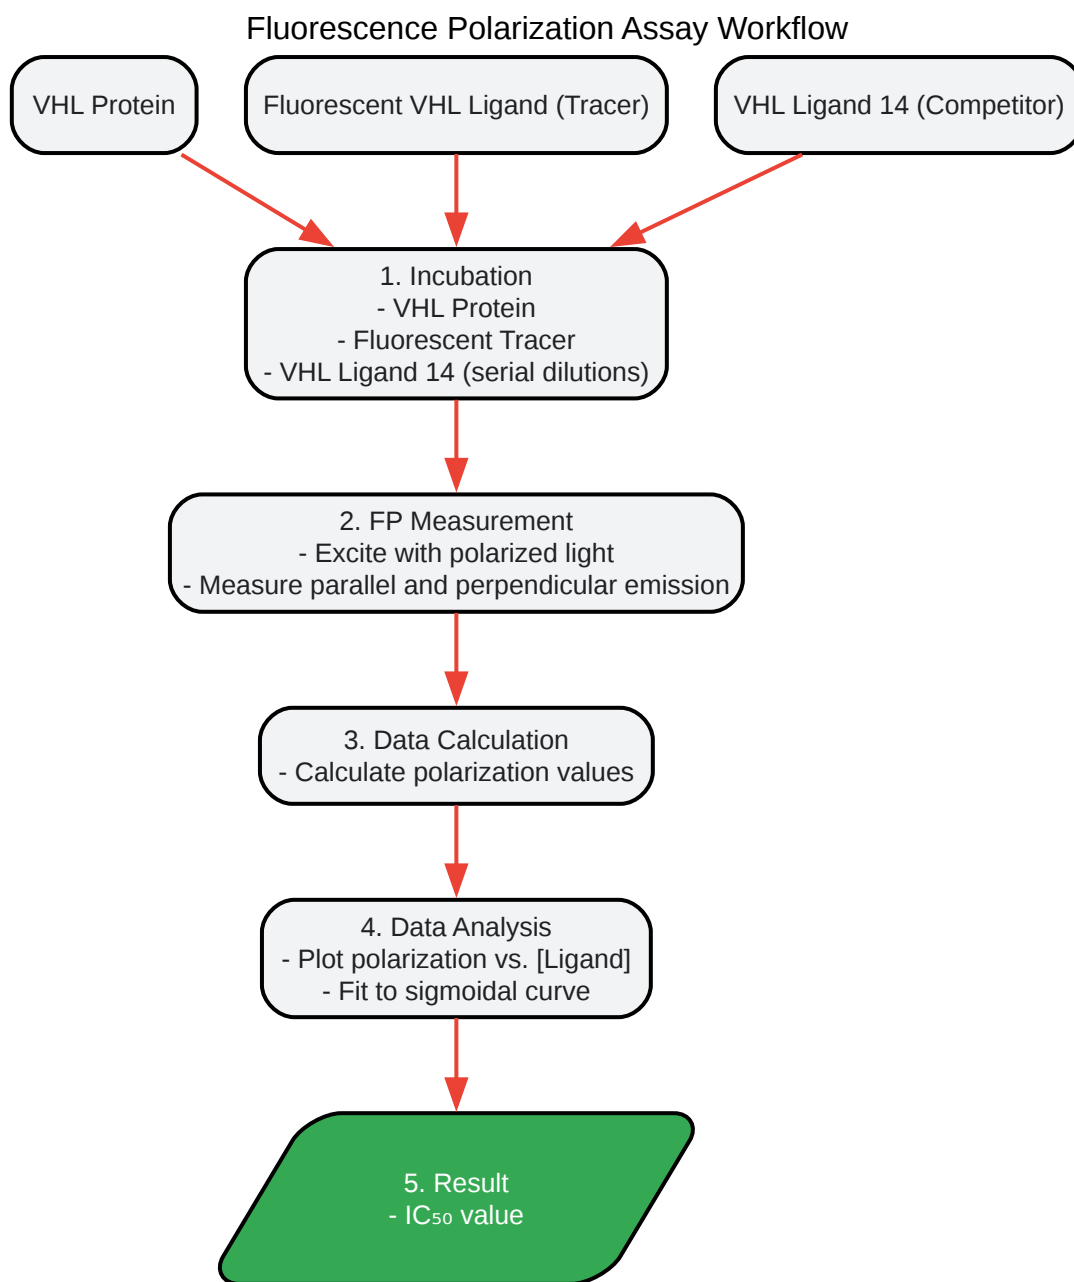 Fluorescence Polarization Assay Workflow
VHL Protein
Fluorescent VHL Ligand (Tracer)
VHL Ligand 14 (Competitor)
1. Incubation
- VHL Protein
- Fluorescent Tracer
- VHL Ligand 14 (serial dilutions)
2. FP Measurement
- Excite with polarized light
- Measure parallel and perpendicular emission
3. Data Calculation
- Calculate polarization values
4. Data Analysis
- Plot polarization vs. [Ligand]
- Fit to sigmoidal curve
5. Result
- IC₅₀ value